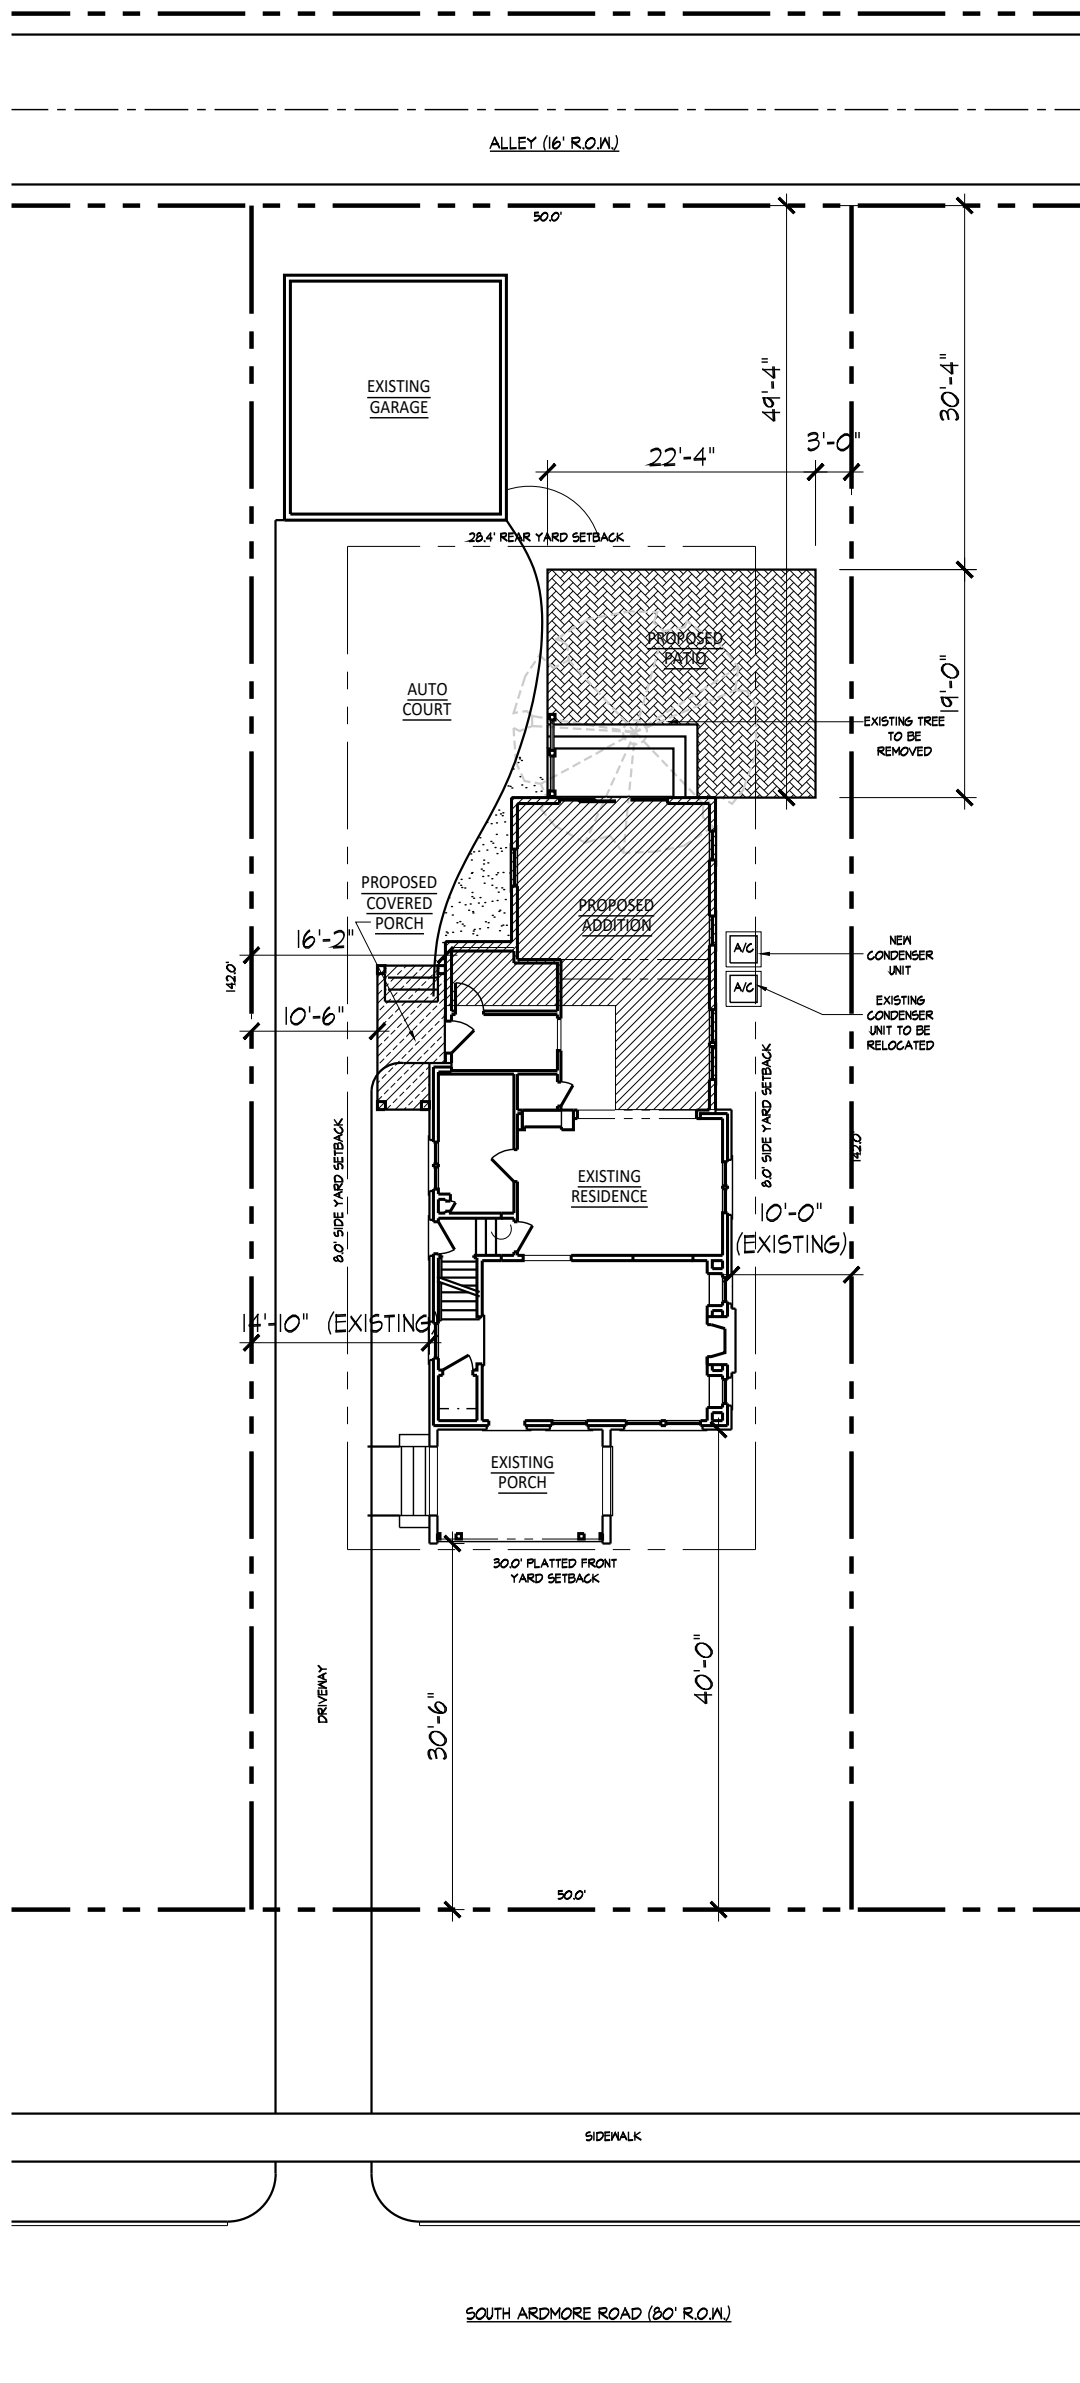 ALLEY (16' R.O.W.)
50.0'
49'-4"
30'-4"
EXISTING
GARAGE
3'-0"
22'-4"
28.4' REAR YARD SETBACK
PROPOSED
PATIO
19'-0"
AUTO
COURT
EXISTING TREE
TO BE
REMOVED
PROPOSED
COVERED
PORCH
PROPOSED
ADDITION
16'-2"
142.0'
A/C
NEW
CONDENSER
UNIT
A/C
EXISTING
CONDENSER
UNIT TO BE
RELOCATED
10'-6"
8.0' SIDE YARD SETBACK
8.0' SIDE YARD SETBACK
142.0'
EXISTING
RESIDENCE
10'-0"
(EXISTING)
14'-10" (EXISTING)
EXISTING
PORCH
30.0' PLATTED FRONT
YARD SETBACK
DRIVEWAY
30'-6"
40'-0"
50.0'
SIDEWALK
SOUTH ARDMORE ROAD (80' R.O.W.)